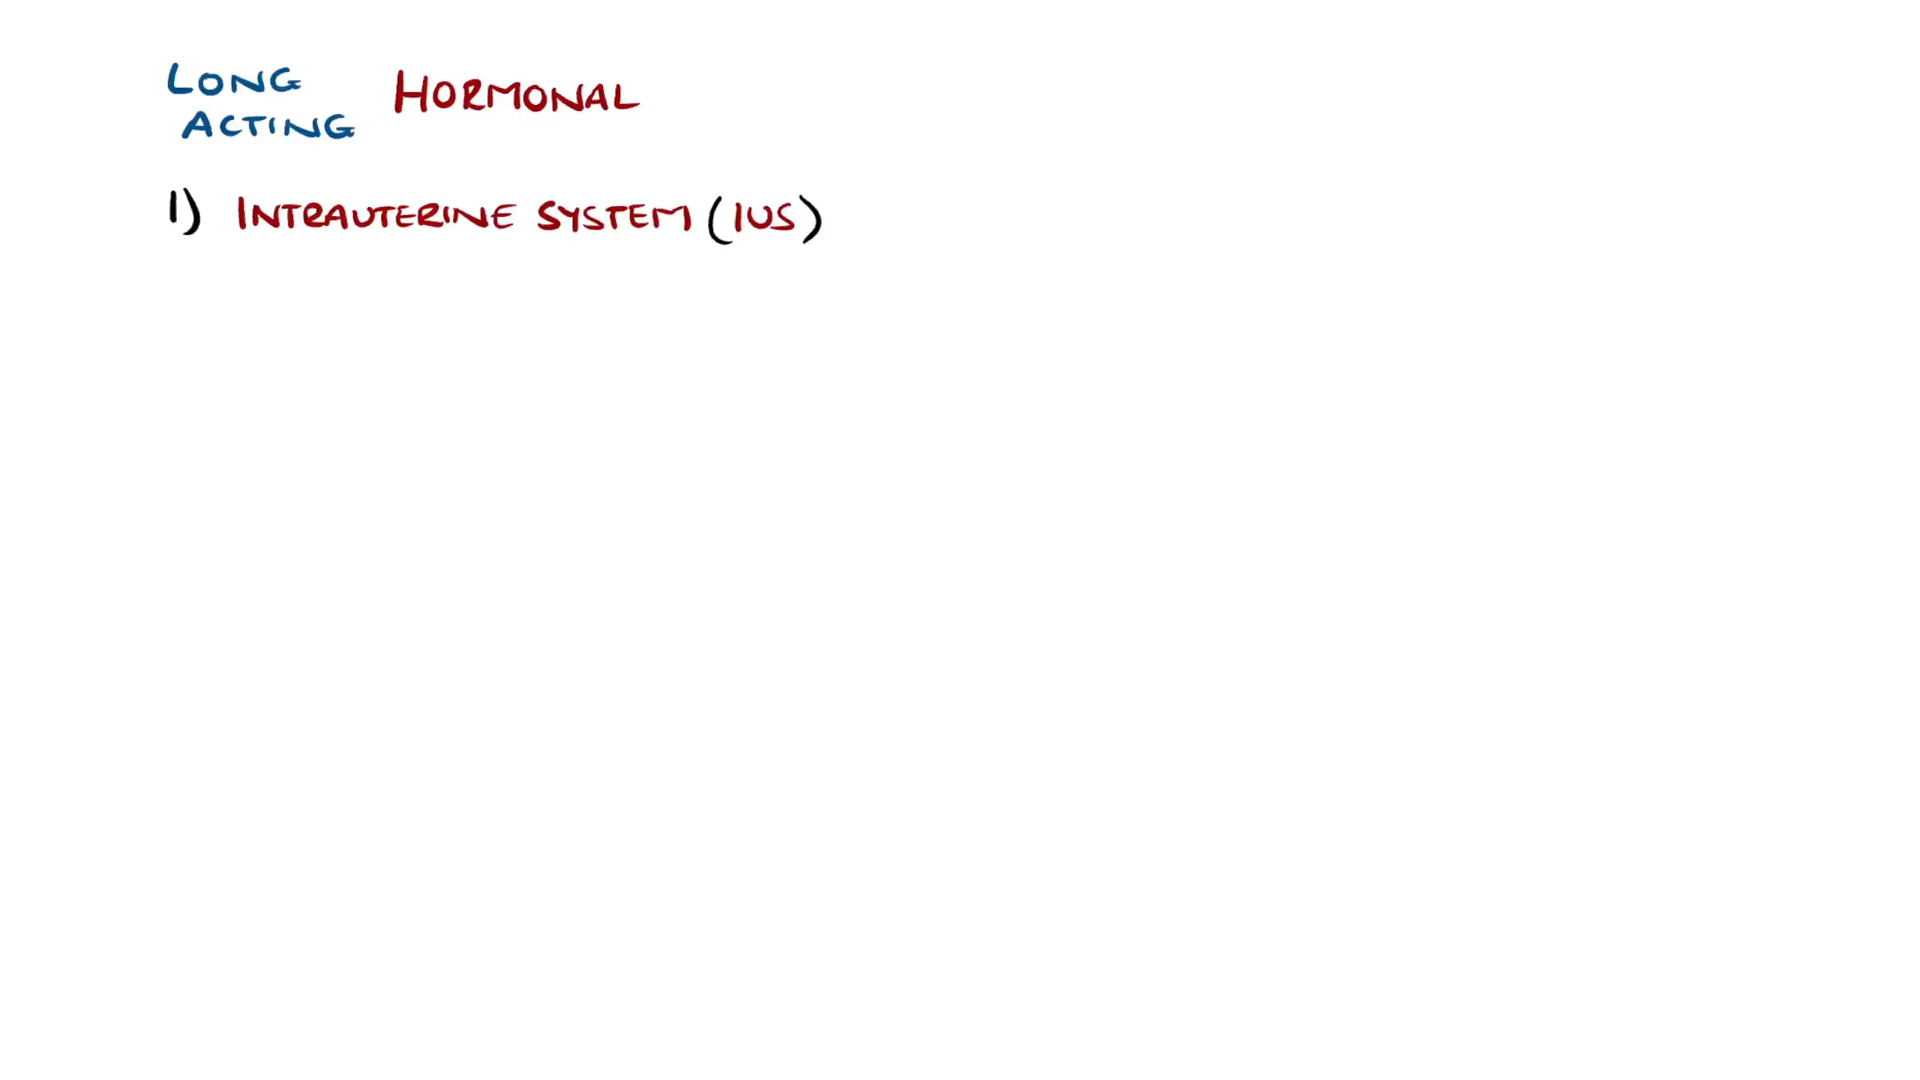 LONG
ACTING
HORMONAL
1) INTRAUTERINE SYSTEM (IUS)